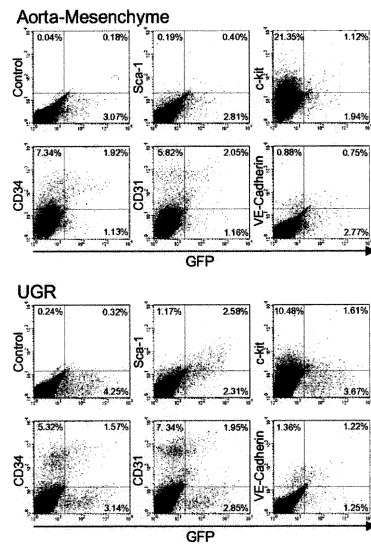 Aorta-Mesenchyme
Control
0.04%
0.18%
3.07%
Sca-1
0.19%
0.40%
2.81%
c-kit
21.35%
1.12%
1.94%
CD34
7.34%
1.92%
1.13%
CD31
5.82%
2.05%
1.16%
VE-Cadherin
0.88%
0.75%
2.77%
GFP
UGR
Control
0.24%
0.32%
4.25%
Sca-1
1.17%
2.58%
2.31%
c-kit
10.48%
1.61%
3.67%
CD34
5.32%
1.57%
3.14%
CD31
7.34%
1.95%
2.85%
VE-Cadherin
1.36%
1.22%
1.25%
GFP